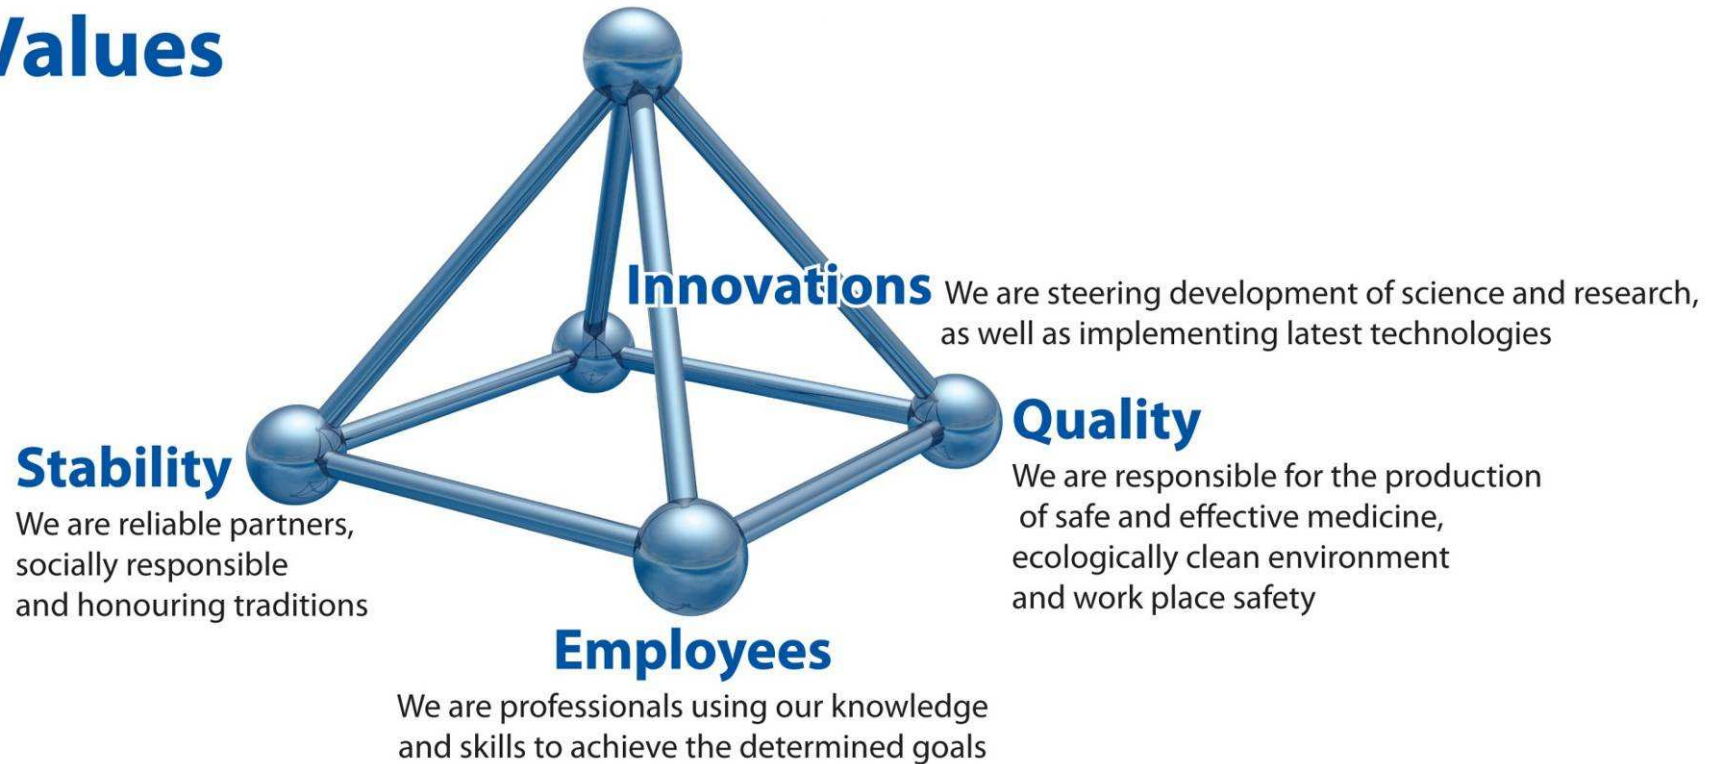 Values
Innovations We are steering development of science and research,
as well as implementing latest technologies
Quality
We are responsible for the production
of safe and effective medicine,
ecologically clean environment
and work place safety
Stability
We are reliable partners,
socially responsible
and honouring traditions
Employees
We are professionals using our knowledge
and skills to achieve the determined goals